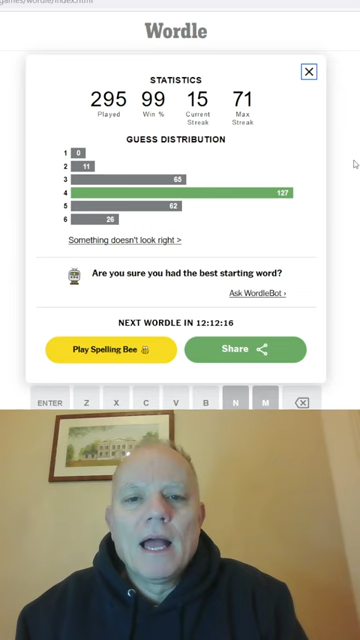 games/wordle/index.html
Wordle
STATISTICS
295 99 15 71
Played Win % Current Streak Max Streak
GUESS DISTRIBUTION
1 0
2 11
3 65
4 127
5 62
6 26
Something doesn't look right >
Are you sure you had the best starting word?
Ask WordleBot ›
NEXT WORDLE IN 12:12:16
Play Spelling Bee
Share
ENTER Z X C V B N M